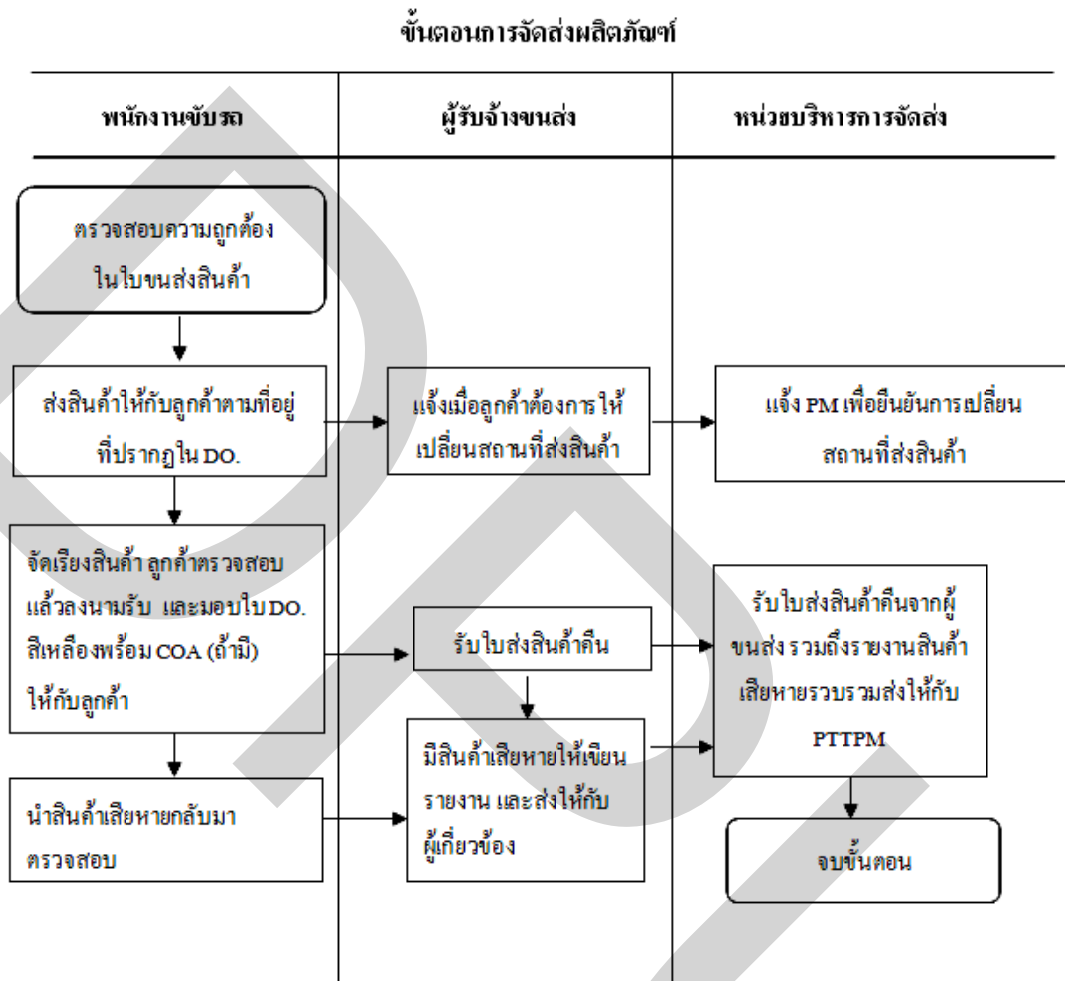 ขั้นตอนการจัดส่งผลิตภัณฑ์
พนักงานขับรถ
ผู้รับจ้างขนส่ง
หน่วยบริหารการจัดส่ง
ตรวจสอบความถูกต้อง
ในใบขนส่งสินค้า
ส่งสินค้าให้กับลูกค้าตามที่อยู่
ที่ปรากฏใน DO.
แจ้งเมื่อลูกค้าต้องการให้
เปลี่ยนสถานที่ส่งสินค้า
แจ้ง PM เพื่อยืนยันการเปลี่ยน
สถานที่ส่งสินค้า
จัดเรียงสินค้า ลูกค้าตรวจสอบ
แล้วลงนามรับ และมอบใบ DO.
สีเหลืองพร้อม COA (ถ้ามี)
ให้กับลูกค้า
รับใบส่งสินค้าคืน
รับใบส่งสินค้าคืนจากผู้
ขนส่ง รวมถึงรายงานสินค้า
เสียหายรวบรวมส่งให้กับ
PTTPM
นำสินค้าเสียหายกลับมา
ตรวจสอบ
มีสินค้าเสียหายให้เขียน
รายงาน และส่งให้กับ
ผู้เกี่ยวข้อง
จบขั้นตอน